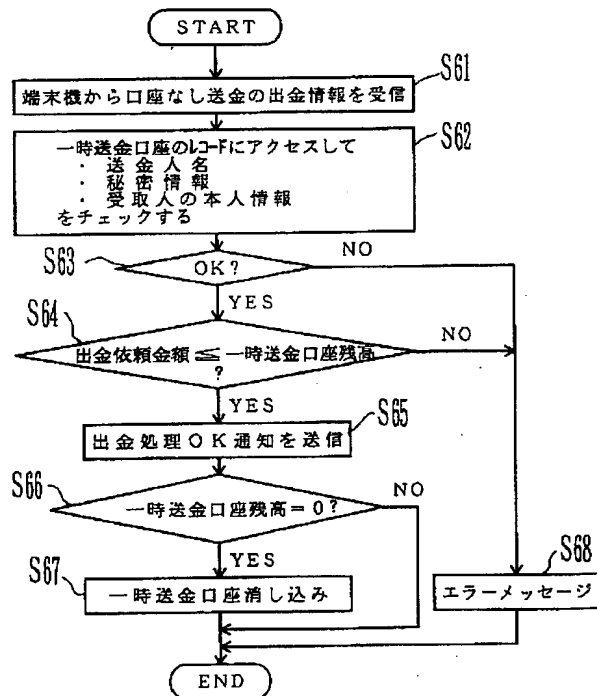 START
S61
端末機から口座なし送金の出金情報を受信
S62
一時送金口座のレコードにアクセスして
・ 送金人名
・ 秘密情報
・ 受取人の本人情報
をチェックする
S63
OK?
NO
YES
S64
出金依頼金額≦一時送金口座残高
?
NO
YES
S65
出金処理OK通知を送信
S66
一時送金口座残高=0?
NO
YES
S67
一時送金口座消し込み
S68
エラーメッセージ
END